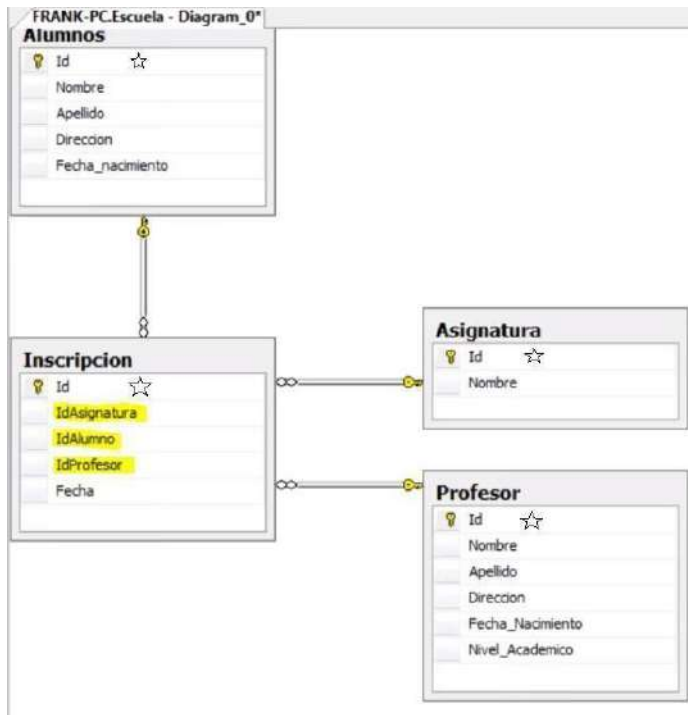 FRANK-PC.Escuela - Diagram_0*
Alumnos
Id
Nombre
Apellido
Direccion
Fecha_nacimiento
Inscripcion
Id
IdAsignatura
IdAlumno
IdProfesor
Fecha
Asignatura
Id
Nombre
Profesor
Id
Nombre
Apellido
Direccion
Fecha_Nacimiento
Nivel_Academico